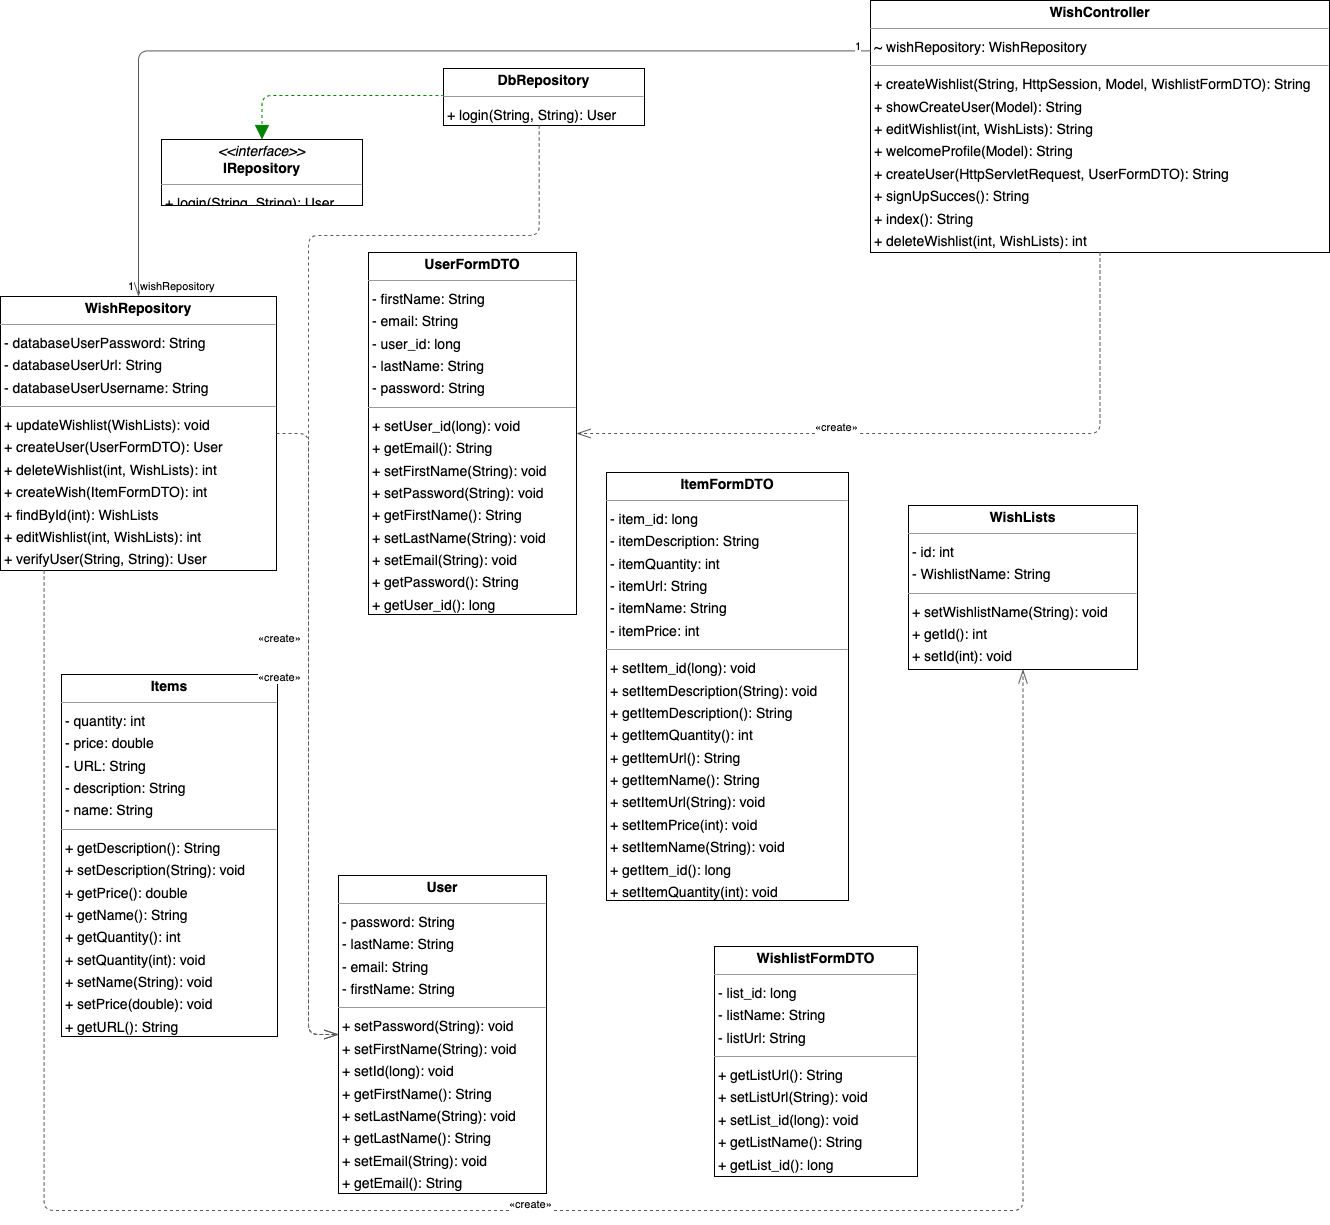 WishController
~ wishRepository: WishRepository
+ createWishlist(String, HttpSession, Model, WishlistFormDTO): String
+ showCreateUser(Model): String
+ editWishlist(int, WishLists): String
+ welcomeProfile(Model): String
+ createUser(HttpServletRequest, UserFormDTO): String
+ signUpSucces(): String
+ index(): String
+ deleteWishlist(int, WishLists): int
1
DbRepository
+ login(String, String): User
<<interface>>
IRepository
+ login(String, String): User
1
wishRepository
WishRepository
- databaseUserPassword: String
- databaseUserUrl: String
- databaseUserUsername: String
+ updateWishlist(WishLists): void
+ createUser(UserFormDTO): User
+ deleteWishlist(int, WishLists): int
+ createWish(ItemFormDTO): int
+ findById(int): WishLists
+ editWishlist(int, WishLists): int
+ verifyUser(String, String): User
UserFormDTO
- firstName: String
- email: String
- user_id: long
- lastName: String
- password: String
+ setUser_id(long): void
+ getEmail(): String
+ setFirstName(String): void
+ setPassword(String): void
+ getFirstName(): String
+ setLastName(String): void
+ setEmail(String): void
+ getPassword(): String
+ getUser_id(): long
«create»
ItemFormDTO
- item_id: long
- itemDescription: String
- itemQuantity: int
- itemUrl: String
- itemName: String
- itemPrice: int
+ setItem_id(long): void
+ setItemDescription(String): void
+ getItemDescription(): String
+ getItemQuantity(): int
+ getItemUrl(): String
+ getItemName(): String
+ setItemUrl(String): void
+ setItemPrice(int): void
+ setItemName(String): void
+ getItem_id(): long
+ setItemQuantity(int): void
WishLists
- id: int
- WishlistName: String
+ setWishlistName(String): void
+ getId(): int
+ setId(int): void
«create»
«create»
Items
- quantity: int
- price: double
- URL: String
- description: String
- name: String
+ getDescription(): String
+ setDescription(String): void
+ getPrice(): double
+ getName(): String
+ getQuantity(): int
+ setQuantity(int): void
+ setName(String): void
+ setPrice(double): void
+ getURL(): String
User
- password: String
- lastName: String
- email: String
- firstName: String
+ setPassword(String): void
+ setFirstName(String): void
+ setId(long): void
+ getFirstName(): String
+ setLastName(String): void
+ getLastName(): String
+ setEmail(String): void
+ getEmail(): String
WishlistFormDTO
- list_id: long
- listName: String
- listUrl: String
+ getListUrl(): String
+ setListUrl(String): void
+ setList_id(long): void
+ getListName(): String
+ getList_id(): long
«create»